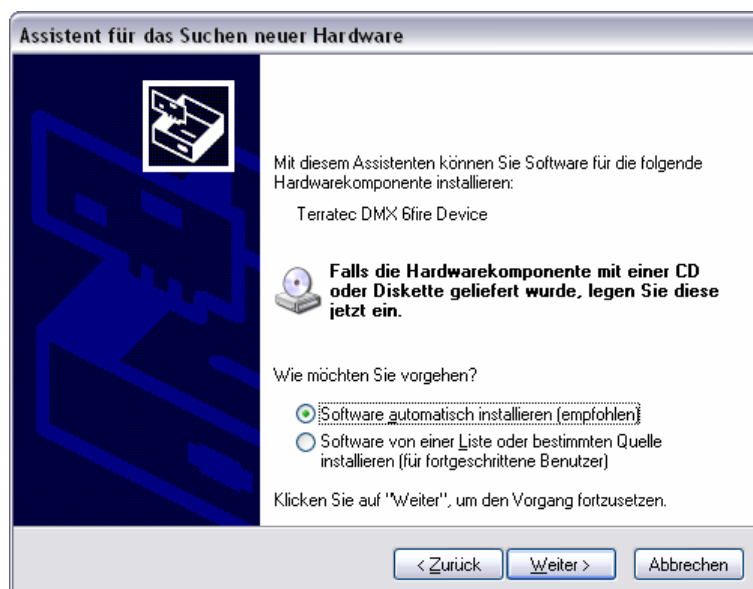 Assistent für das Suchen neuer Hardware
Mit diesem Assistenten können Sie Software für die folgende
Hardwarekomponente installieren:
Terratec DMX 6fire Device
Falls die Hardwarekomponente mit einer CD
oder Diskette geliefert wurde, legen Sie diese
jetzt ein.
Wie möchten Sie vorgehen?
Software automatisch installieren (empfohlen)
Software von einer Liste oder bestimmten Quelle
installieren (für fortgeschrittene Benutzer)
Klicken Sie auf "Weiter", um den Vorgang fortzusetzen.
< Zurück Weiter > Abbrechen